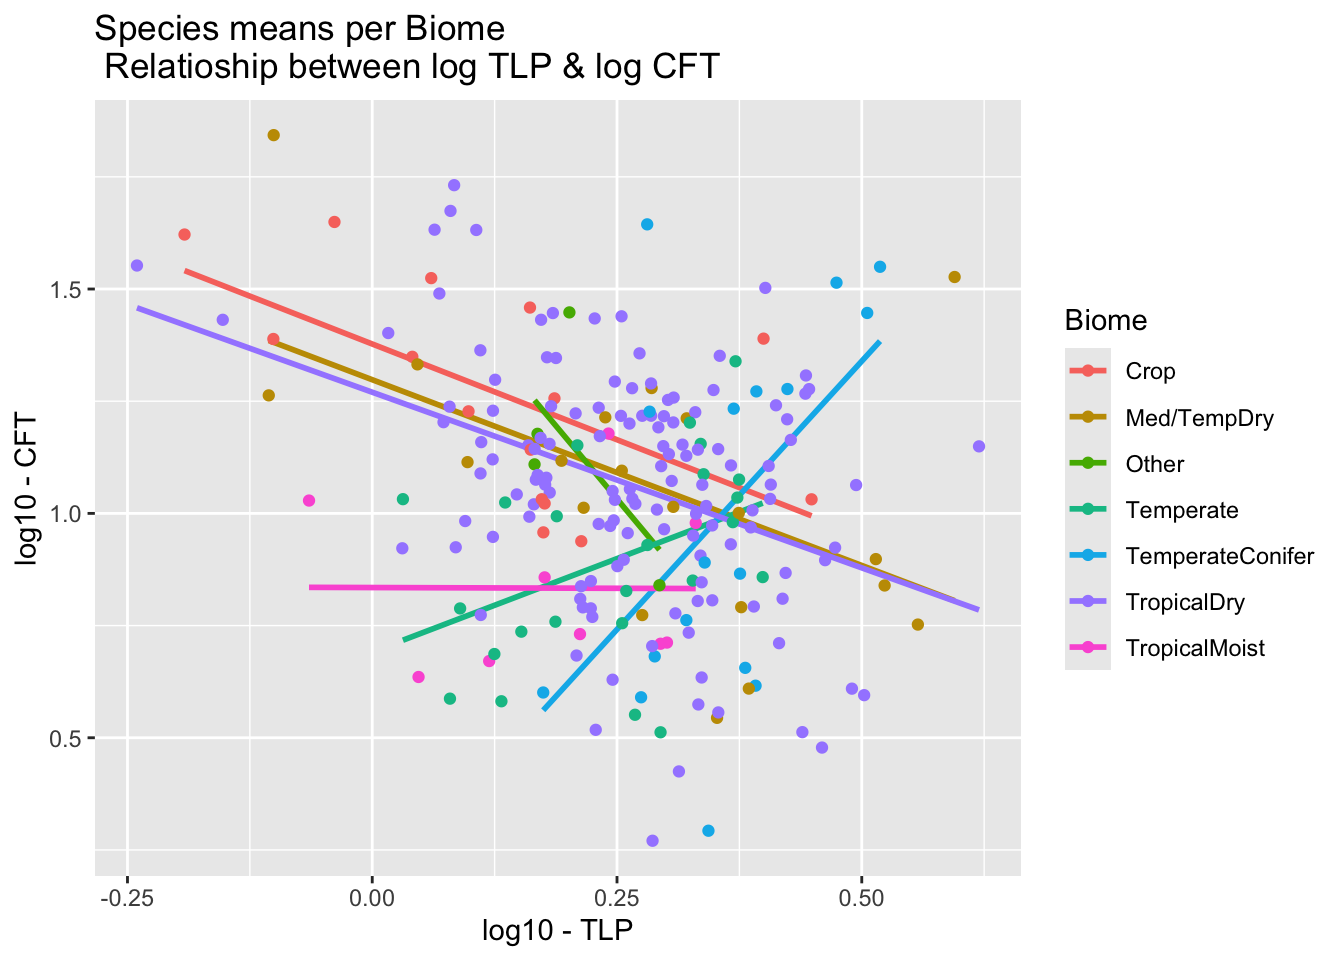 Species means per Biome
Relatioship between log TLP & log CFT
log10 - CFT
1.5
1.0
0.5
-0.25
0.00
0.25
0.50
log10 - TLP
Biome
Crop
Med/TempDry
Other
Temperate
TemperateConifer
TropicalDry
TropicalMoist